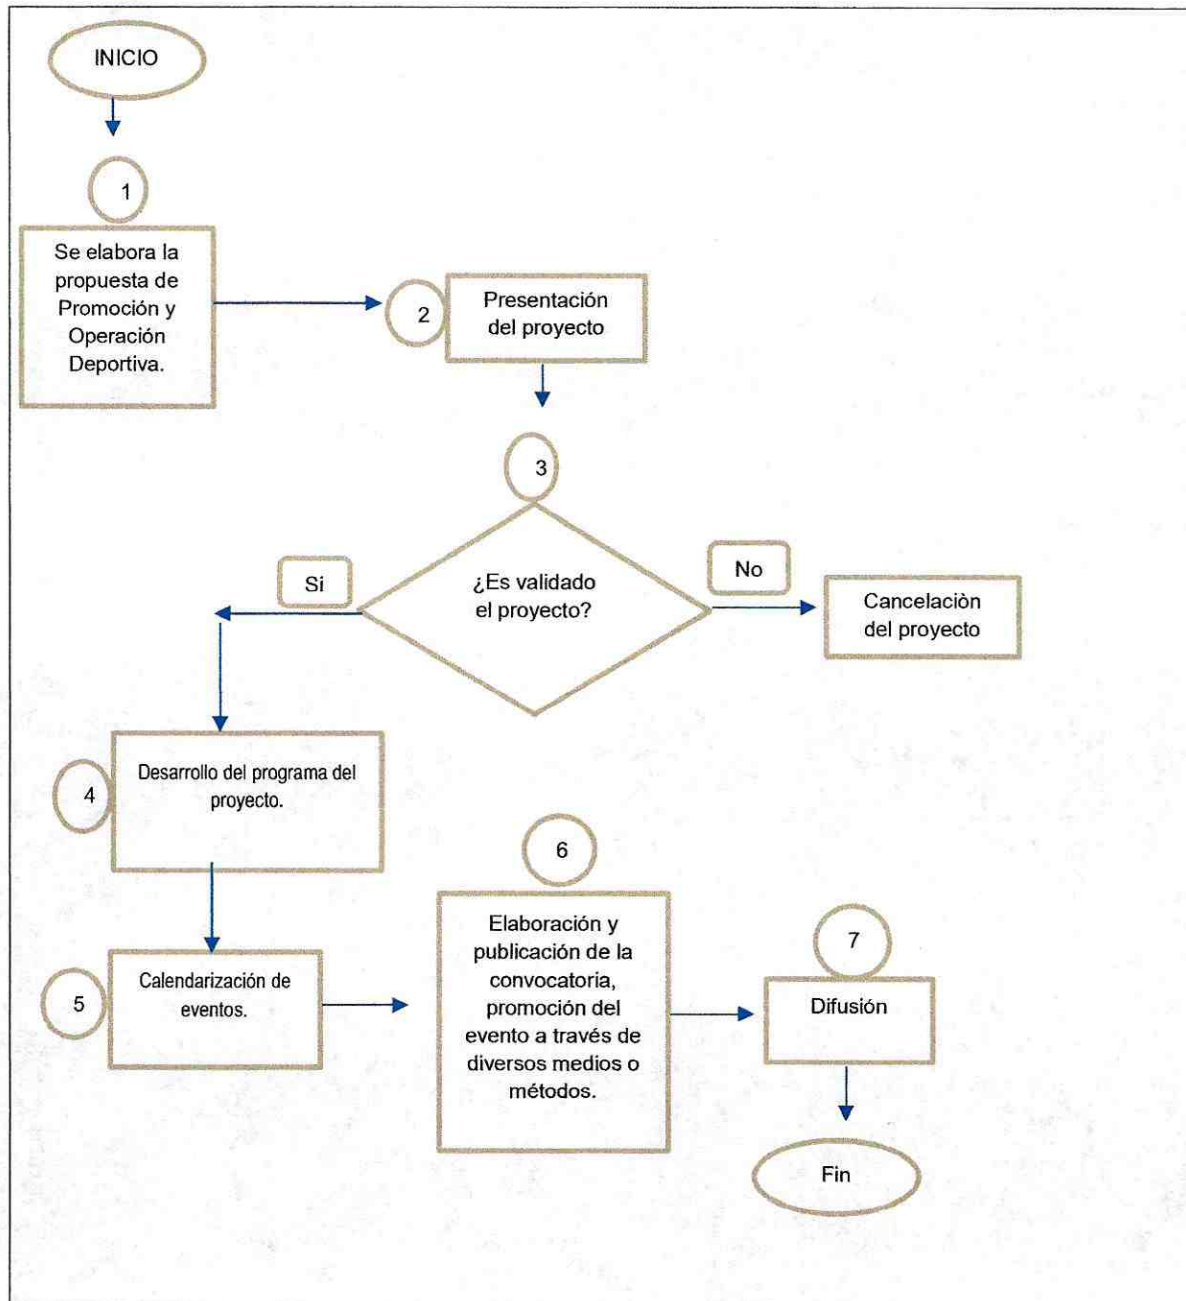 INICIO
1
Se elabora la
propuesta de
Promoción y
Operación
Deportiva.
2
Presentación
del proyecto
3
¿Es validado
el proyecto?
Sí
No
Cancelaciòn
del proyecto
4
Desarrollo del programa del
proyecto.
5
Calendarización de
eventos.
6
Elaboración y
publicación de la
convocatoria,
promoción del
evento a través de
diversos medios o
métodos.
7
Difusión
Fin